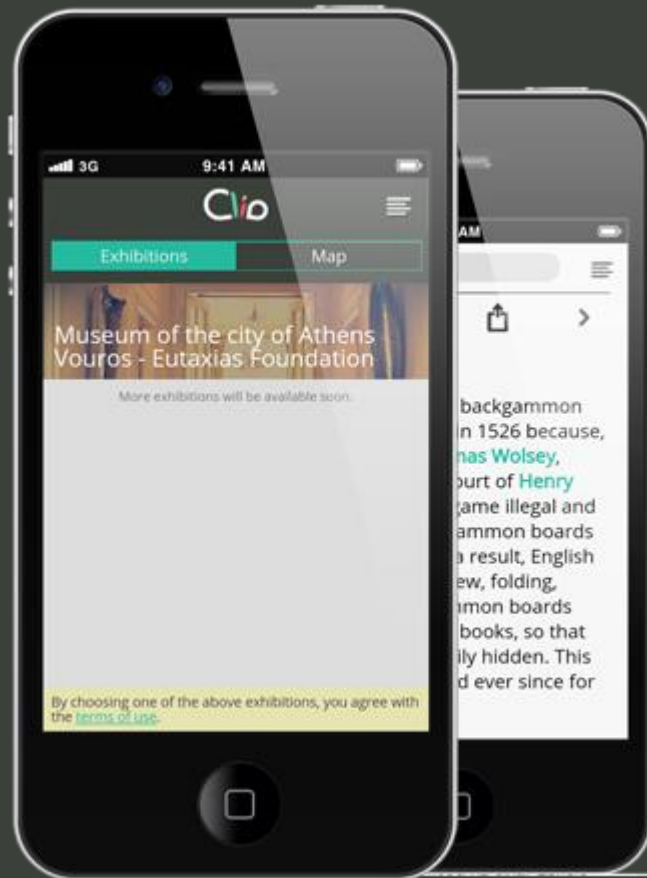 3G 9:41 AM
Clio
Exhibitions Map
Museum of the city of Athens
Vouros - Eutaxias Foundation
More exhibitions will be available soon.
By choosing one of the above exhibitions, you agree with
the terms of use.
AM
backgammon
in 1526 because,
mas Wolsey,
ourt of Henry
game illegal and
ammon boards
a result, English
ew, folding,
mmon boards
books, so that
ily hidden. This
d ever since for